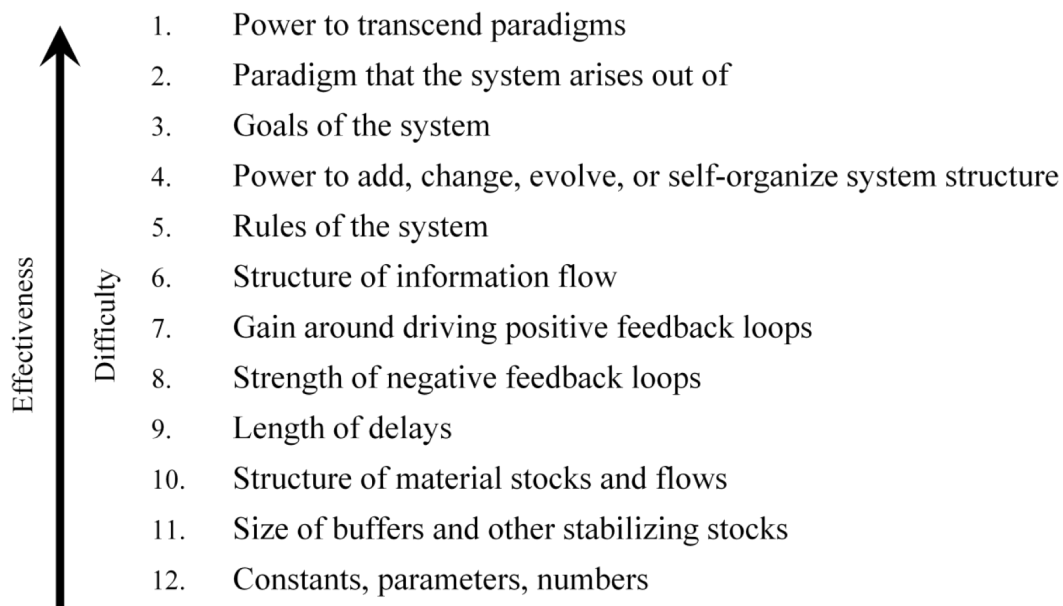 1. Power to transcend paradigms
2. Paradigm that the system arises out of
3. Goals of the system
4. Power to add, change, evolve, or self-organize system structure
5. Rules of the system
6. Structure of information flow
7. Gain around driving positive feedback loops
8. Strength of negative feedback loops
9. Length of delays
10. Structure of material stocks and flows
11. Size of buffers and other stabilizing stocks
12. Constants, parameters, numbers
Effectiveness
Difficulty